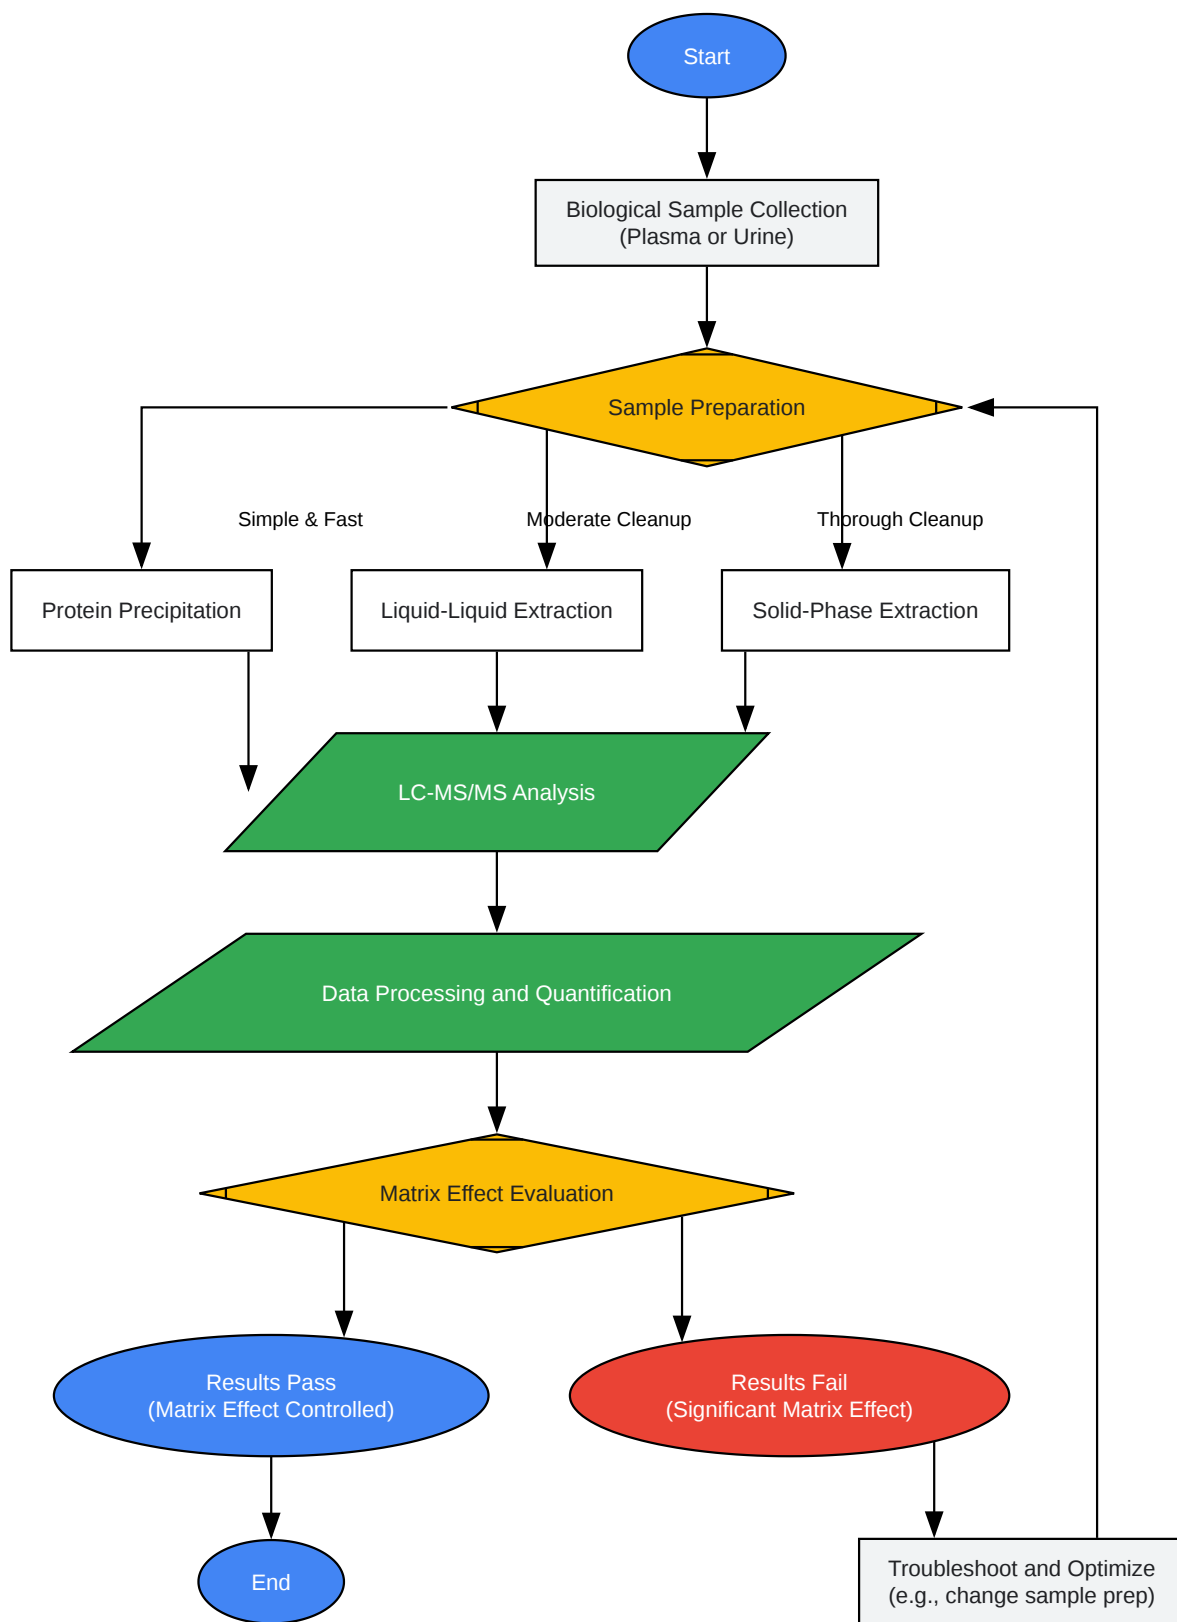 Start
Biological Sample Collection
(Plasma or Urine)
Sample Preparation
Simple & Fast
Moderate Cleanup
Thorough Cleanup
Protein Precipitation
Liquid-Liquid Extraction
Solid-Phase Extraction
LC-MS/MS Analysis
Data Processing and Quantification
Matrix Effect Evaluation
Results Pass
(Matrix Effect Controlled)
Results Fail
(Significant Matrix Effect)
End
Troubleshoot and Optimize
(e.g., change sample prep)